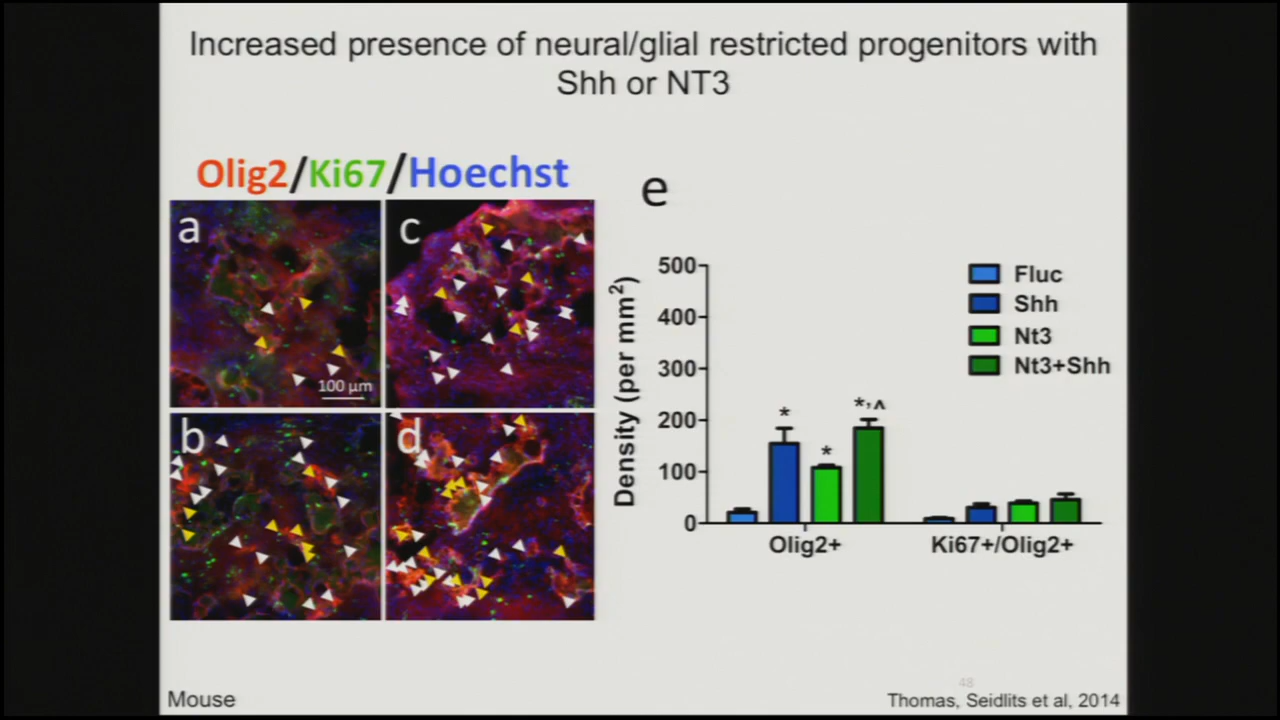 Increased presence of neural/glial restricted progenitors with
Shh or NT3
Olig2/Ki67/Hoechst
a
c
100 µm
b
d
e
Density (per mm²)
500
400
300
200
100
0
Fluc
Shh
Nt3
Nt3+Shh
*
*
*,^
Olig2+
Ki67+/Olig2+
48
Mouse
Thomas, Seidlits et al, 2014